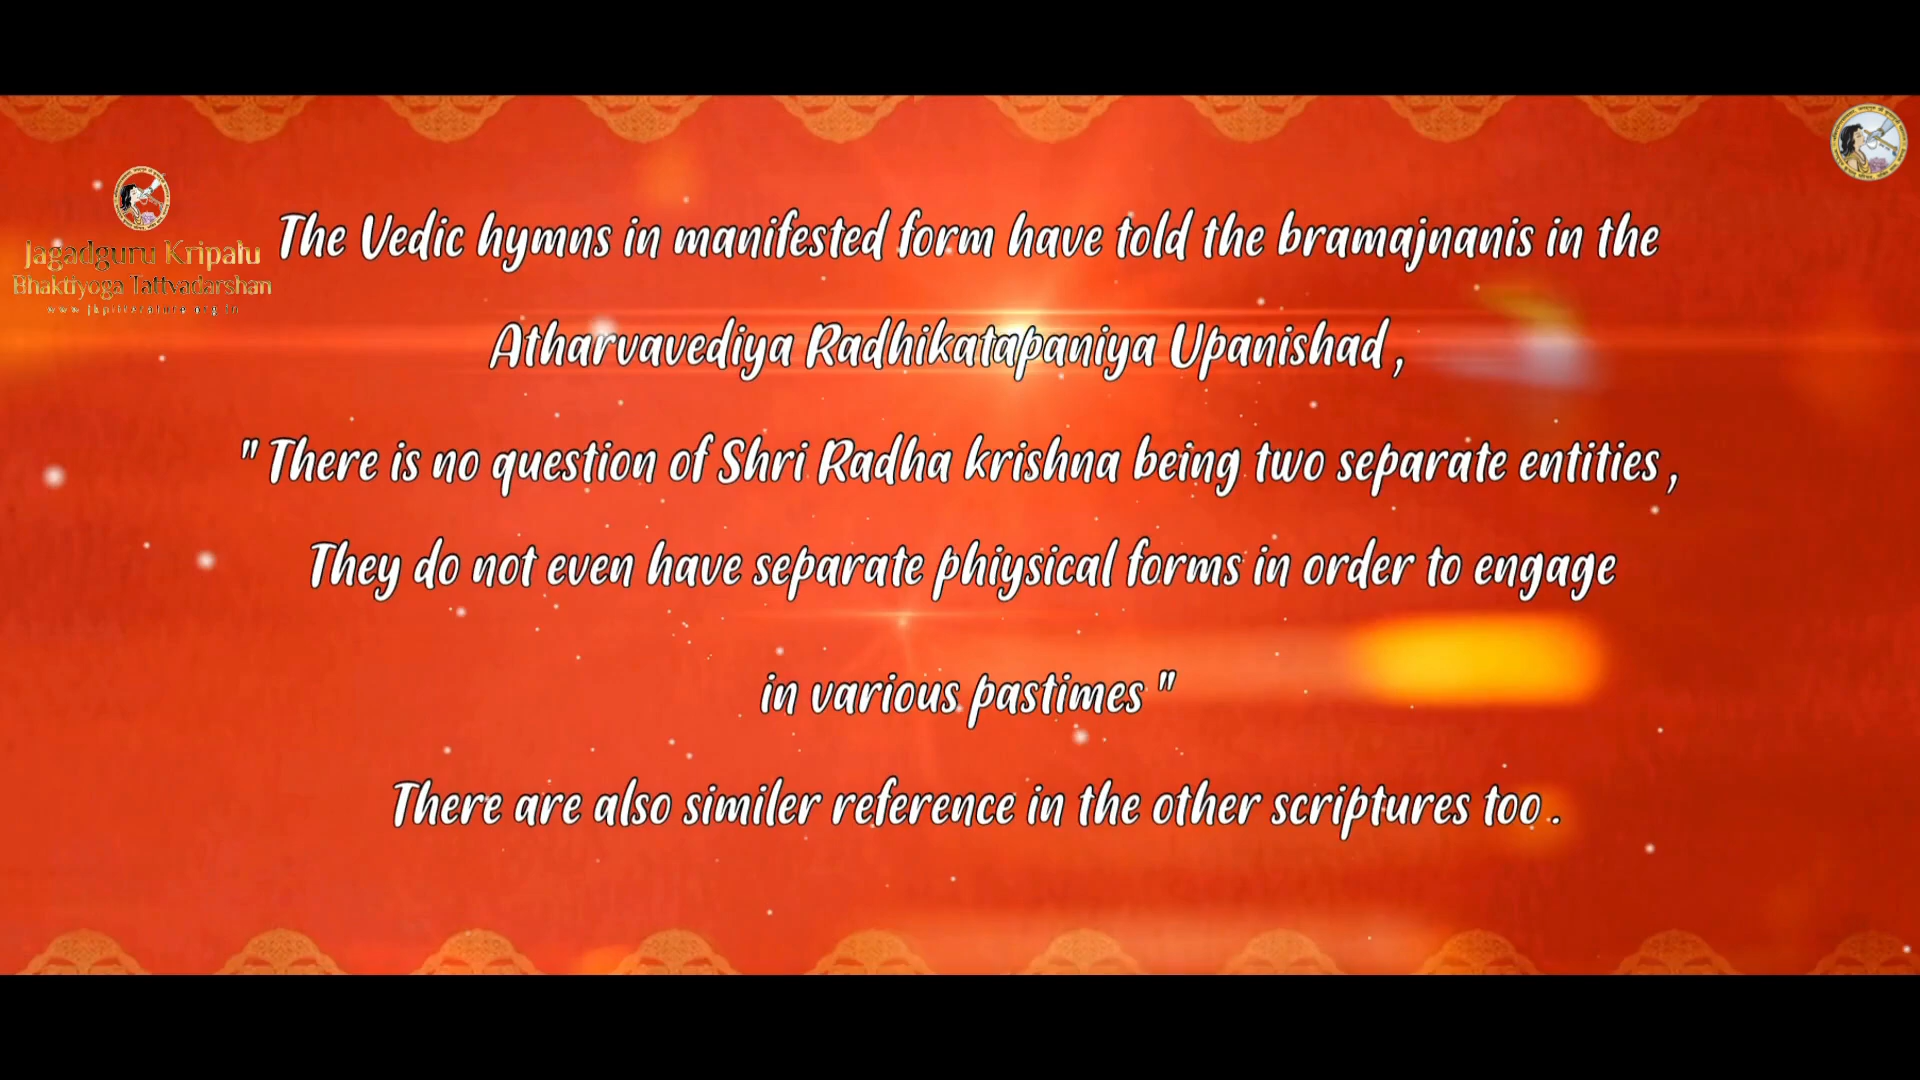 Jagadguru Kripalu
Bhaktiyoga Tattvadarshan
www.jkpliterature.org.in
The Vedic hymns in manifested form have told the bramajnanis in the
Atharvavediya Radhikatapaniya Upanishad ,
" There is no question of Shri Radha krishna being two separate entities ,
They do not even have separate phiysical forms in order to engage
in various pastimes "
There are also similer reference in the other scriptures too .